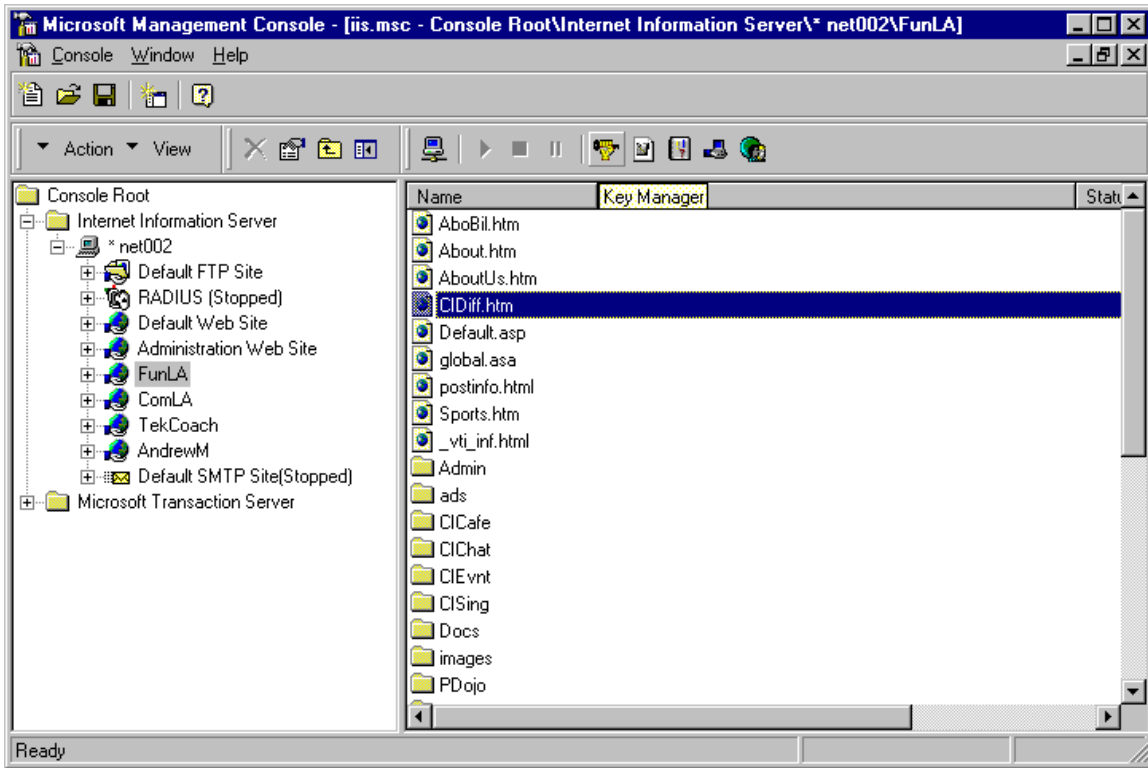 Microsoft Management Console - [iis.msc - Console Root\Internet Information Server\* net002\FunLA]
Console Window Help
Action View
Console Root
Internet Information Server
* net002
Default FTP Site
RADIUS (Stopped)
Default Web Site
Administration Web Site
FunLA
ComLA
TekCoach
AndrewM
Default SMTP Site(Stopped)
Microsoft Transaction Server
Name Key Manager Statu
AboBil.htm
About.htm
AboutUs.htm
CIDiff.htm
Default.asp
global.asa
postinfo.html
Sports.htm
_vti_inf.html
Admin
ads
CICafe
CIChat
CIEvnt
CISing
Docs
images
PDojo
Ready